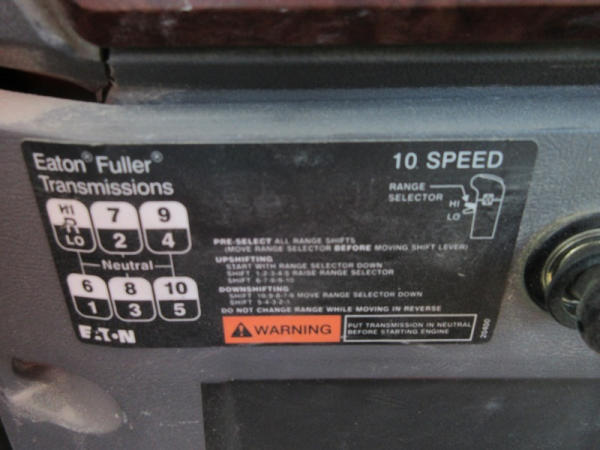 Eaton® Fuller®
Transmissions
10 SPEED
RANGE
SELECTOR
HI
LO
HI
R
LO
7
2
9
4
Neutral
6
1
8
3
10
5
EATON
PRE-SELECT ALL RANGE SHIFTS
(MOVE RANGE SELECTOR BEFORE MOVING SHIFT LEVER)
UPSHIFTING
START WITH RANGE SELECTOR DOWN
SHIFT 1-2-3-4-5 RAISE RANGE SELECTOR
SHIFT 6-7-8-9-10
DOWNSHIFTING
SHIFT 10-9-8-7-6 MOVE RANGE SELECTOR DOWN
SHIFT 5-4-3-2-1
DO NOT CHANGE RANGE WHILE MOVING IN REVERSE
WARNING
PUT TRANSMISSION IN NEUTRAL
BEFORE STARTING ENGINE